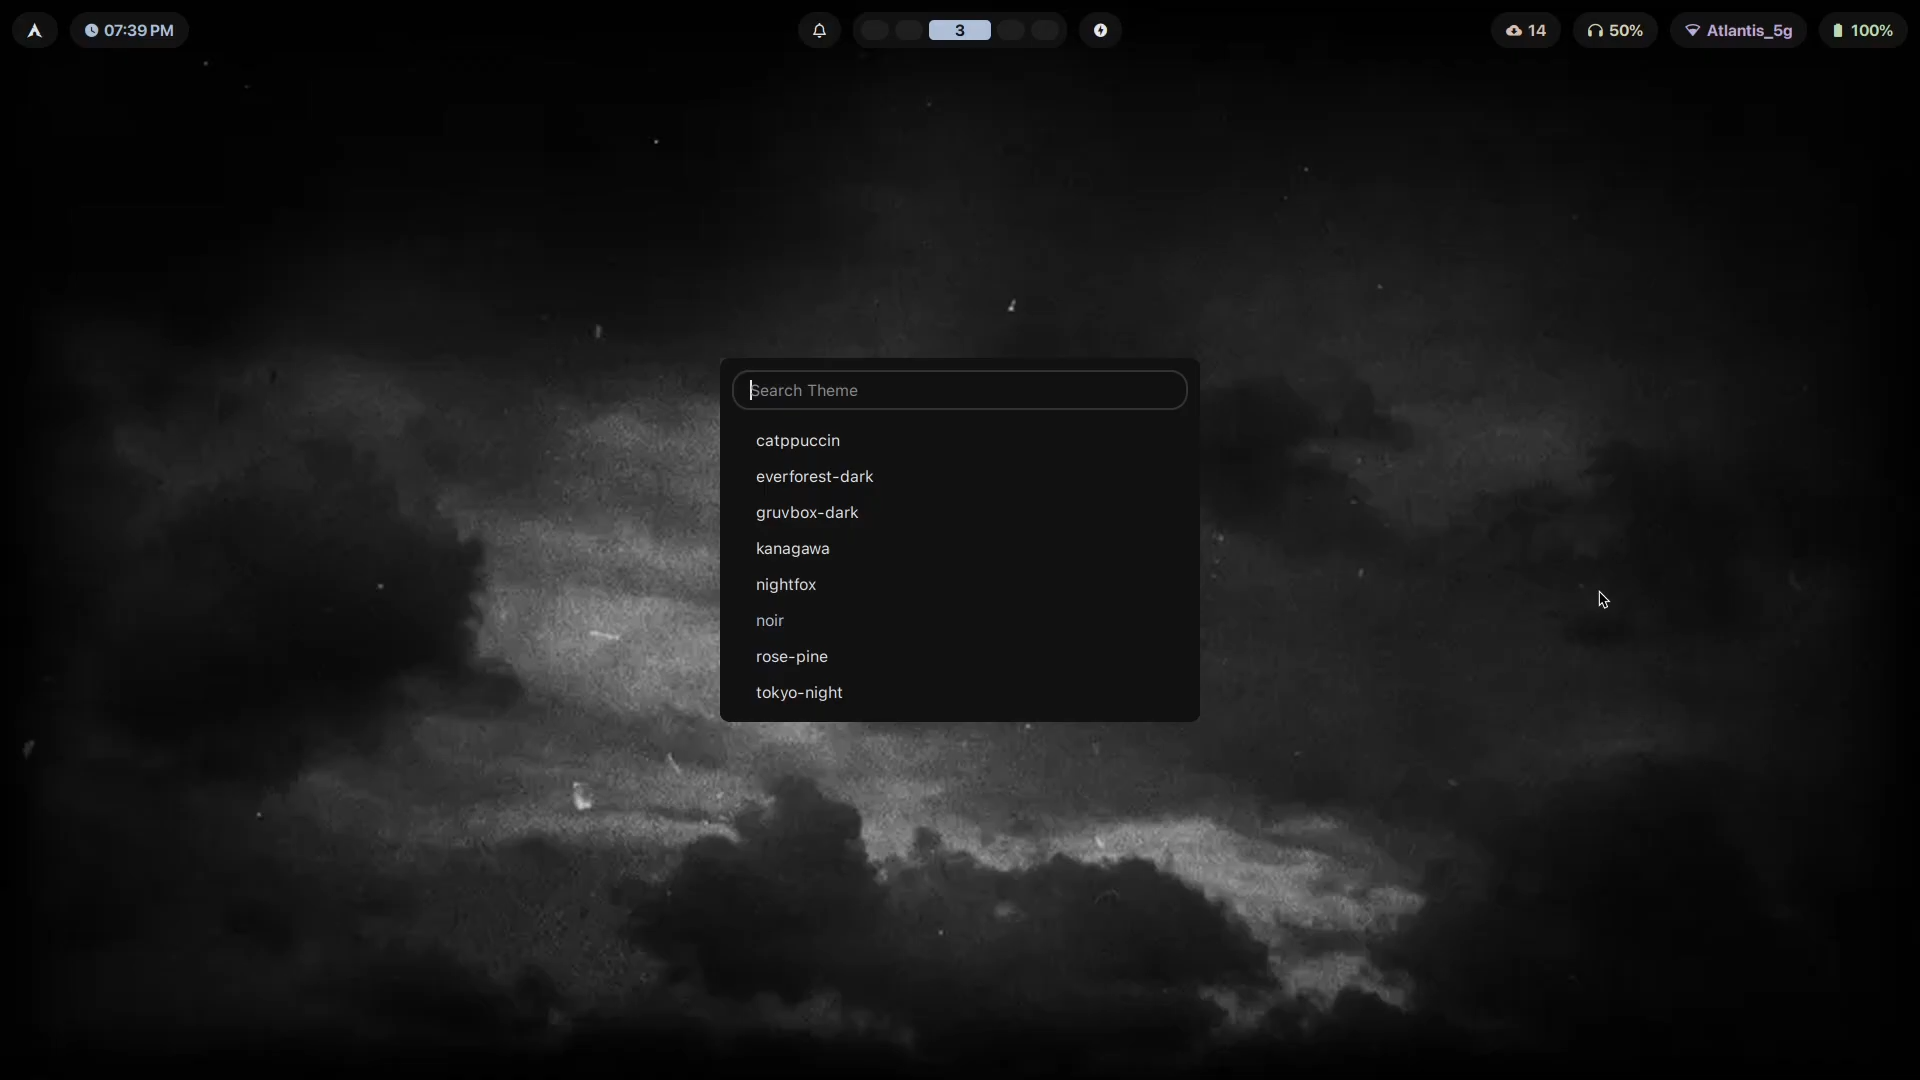 07:39 PM
3
14
50%
Atlantis_5g
100%
Search Theme
catppuccin
everforest-dark
gruvbox-dark
kanagawa
nightfox
noir
rose-pine
tokyo-night